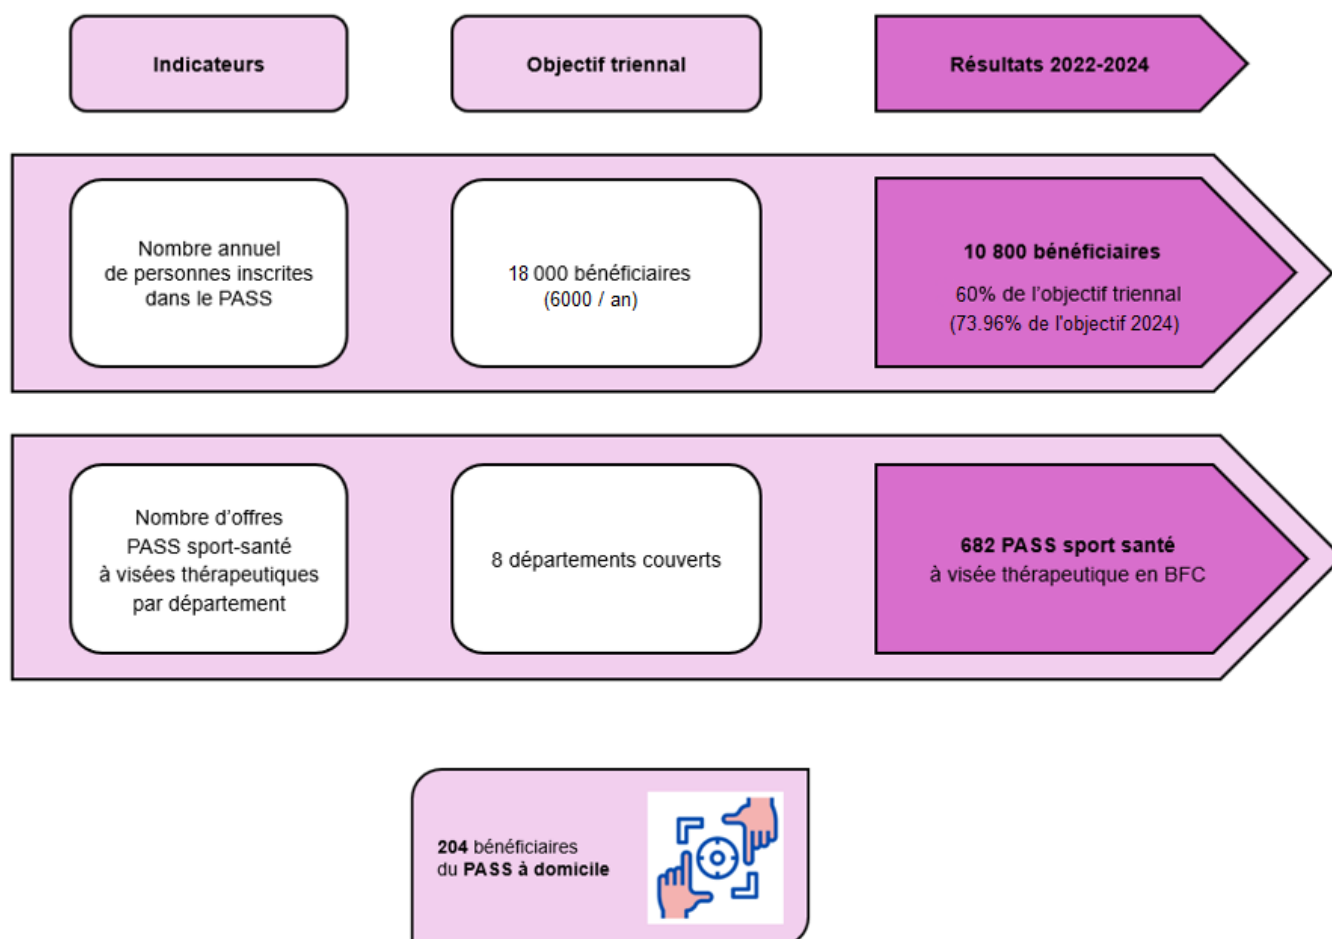 Indicateurs
Objectif triennal
Résultats 2022-2024
Nombre annuel
de personnes inscrites
dans le PASS
18 000 bénéficiaires
(6000 / an)
10 800 bénéficiaires
60% de l'objectif triennal
(73.96% de l'objectif 2024)
Nombre d'offres
PASS sport-santé
à visées thérapeutiques
par département
8 départements couverts
682 PASS sport santé
à visée thérapeutique en BFC
204 bénéficiaires
du PASS à domicile